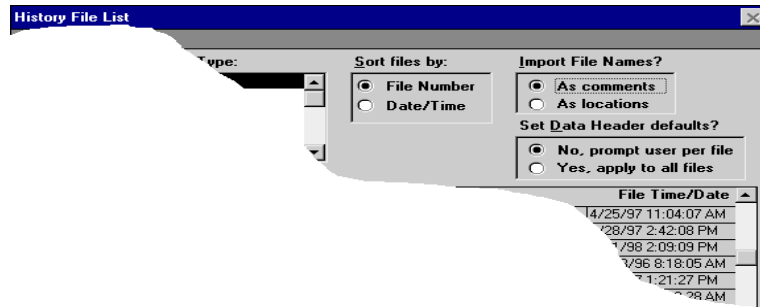 History File List
Type:
Sort files by:
File Number
Date/Time
Import File Names?
As comments
As locations
Set Data Header defaults?
No, prompt user per file
Yes, apply to all files
File Time/Date
4/25/97 11:04:07 AM
/28/97 2:42:08 PM
/98 2:09:09 PM
/96 8:18:05 AM
1:21:27 PM
:28 AM